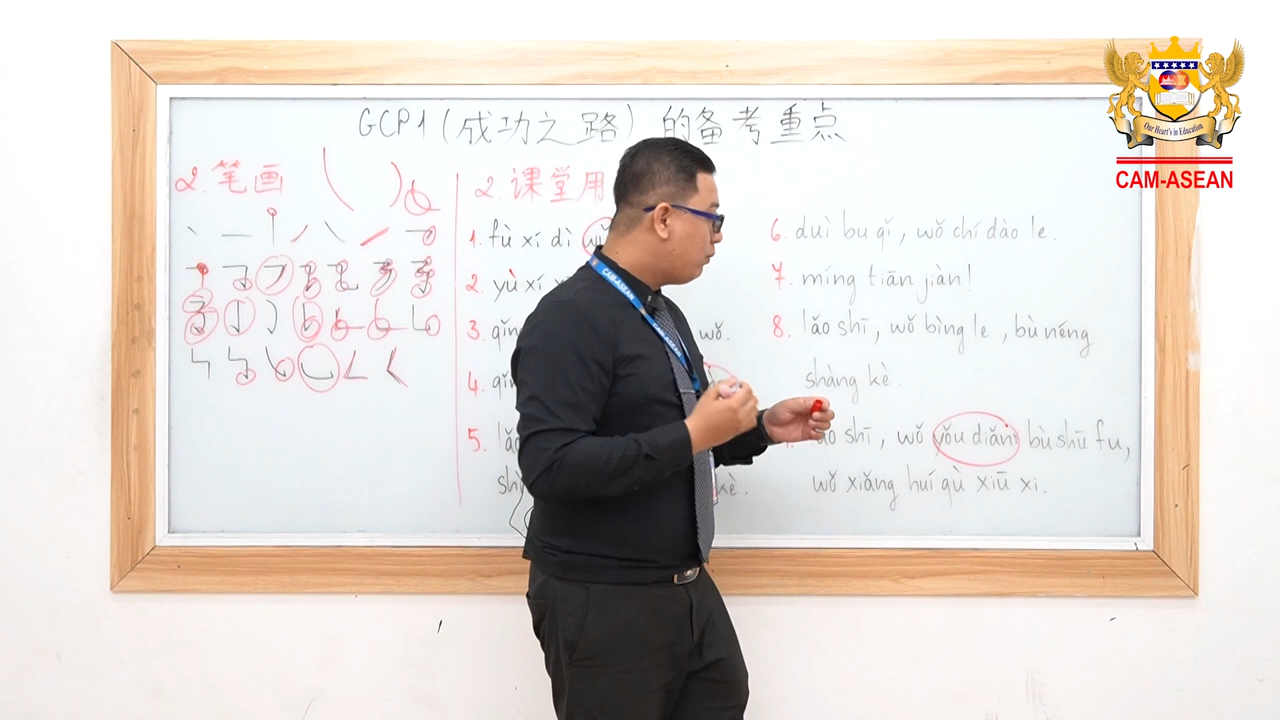 GCP1 (成功之路) 的备考重点
2. 笔画
2. 课堂用
1. fù xí dì
2. yù xí
3. qǐng wǒ.
4. qǐng
5. lǎo
kè.
6. duì bu qǐ, wǒ chí dào le.
7. míng tiān jiàn!
8. lǎo shī, wǒ bìng le, bù néng
shàng kè.
shī, wǒ yǒu diǎnr bù shū fu,
wǒ xiǎng huí qù xiū xi.
Our Heart's in Education
CAM-ASEAN
CAM-ASEAN
CAM-ASEAN